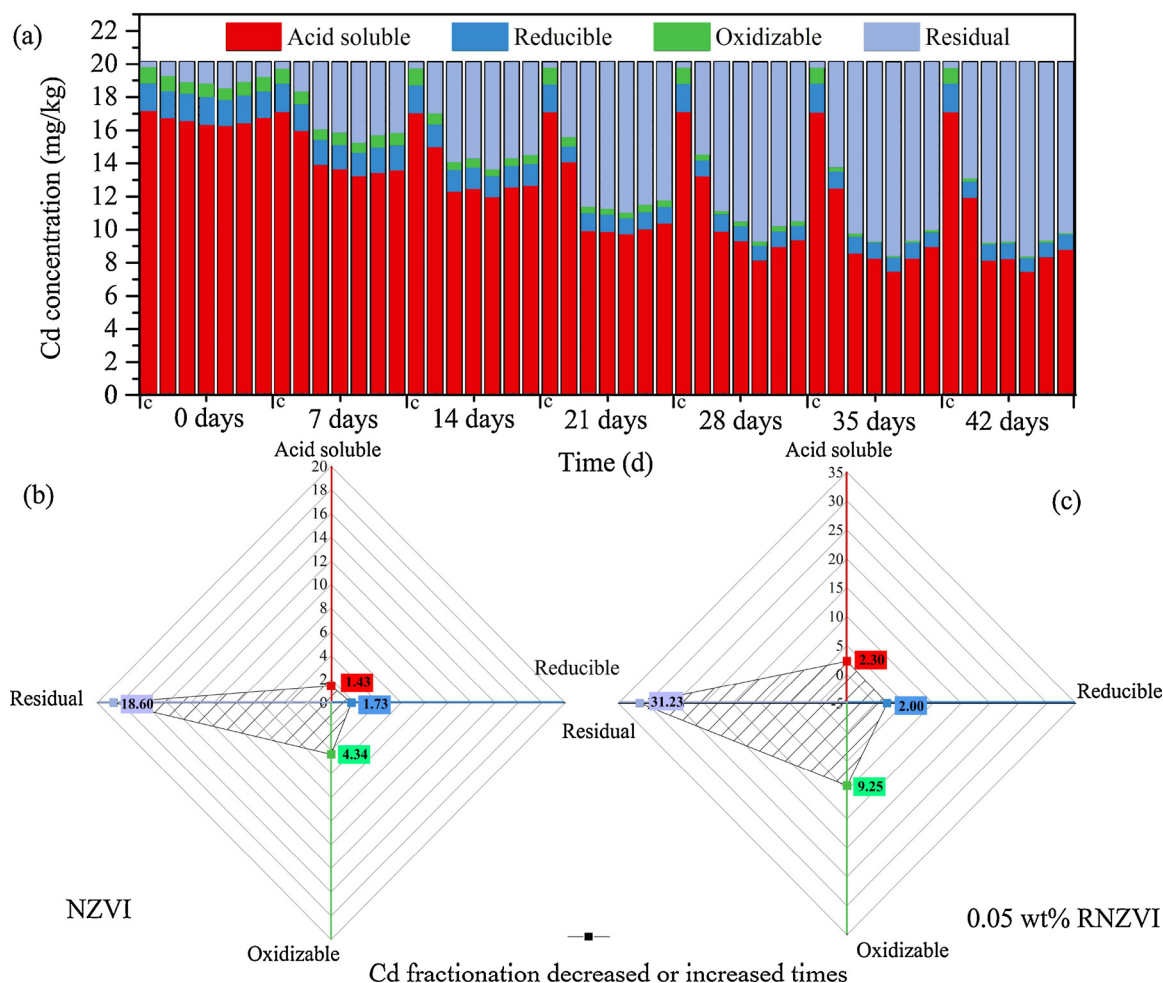 (a)
Acid soluble Reducible Oxidizable Residual
Cd concentration (mg/kg)
22
20
18
16
14
12
10
8
6
4
2
0
c c c c c c c
0 days 7 days 14 days 21 days 28 days 35 days 42 days
Time (d)
(b)
Acid soluble
20
18
16
14
12
10
8
6
4
2
0
Reducible
Residual
Oxidizable
1.43
18.60
1.73
4.34
NZVI
(c)
Acid soluble
35
30
25
20
15
10
5
0
-5
Reducible
Residual
Oxidizable
2.30
31.23
2.00
9.25
0.05 wt% RNZVI
Cd fractionation decreased or increased times